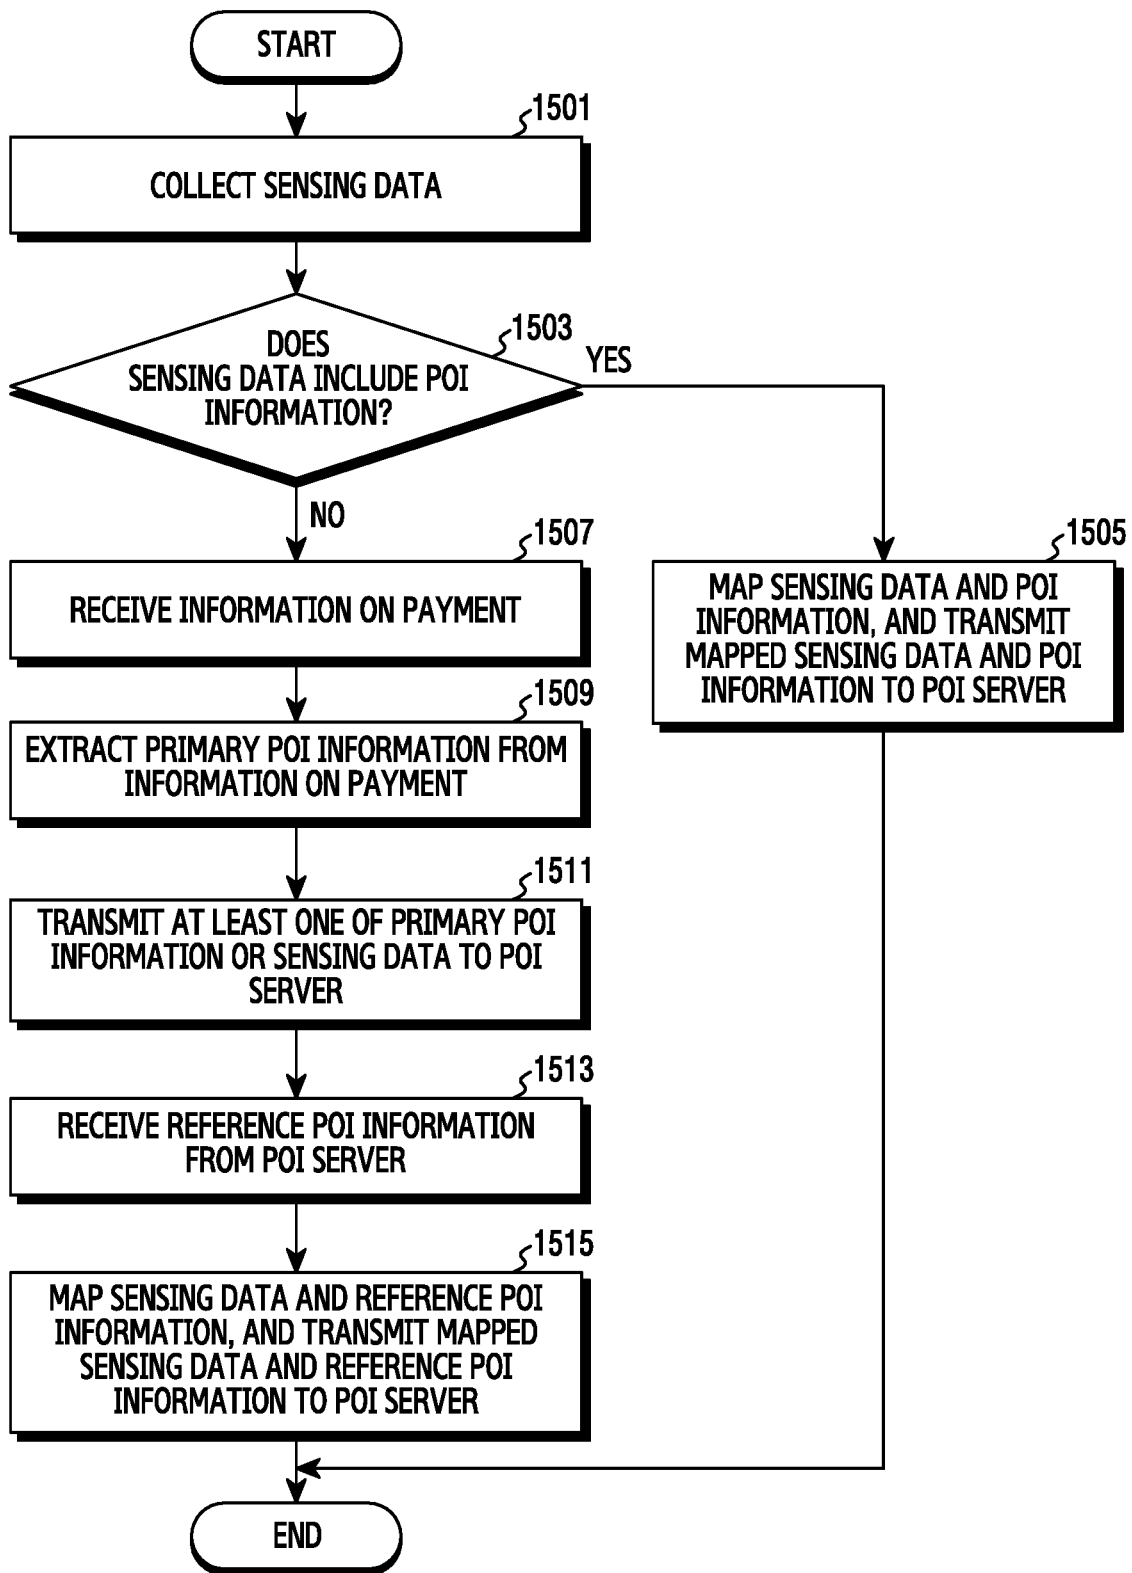 START
1501
COLLECT SENSING DATA
1503
DOES
SENSING DATA INCLUDE POI
INFORMATION?
YES
NO
1507
RECEIVE INFORMATION ON PAYMENT
1505
MAP SENSING DATA AND POI
INFORMATION, AND TRANSMIT
MAPPED SENSING DATA AND POI
INFORMATION TO POI SERVER
1509
EXTRACT PRIMARY POI INFORMATION FROM
INFORMATION ON PAYMENT
1511
TRANSMIT AT LEAST ONE OF PRIMARY POI
INFORMATION OR SENSING DATA TO POI
SERVER
1513
RECEIVE REFERENCE POI INFORMATION
FROM POI SERVER
1515
MAP SENSING DATA AND REFERENCE POI
INFORMATION, AND TRANSMIT MAPPED
SENSING DATA AND REFERENCE POI
INFORMATION TO POI SERVER
END